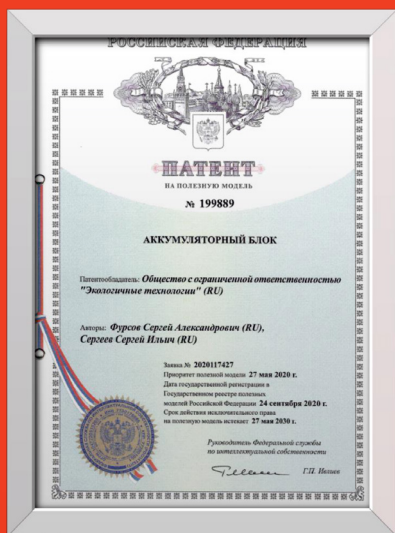 РОССИЙСКАЯ ФЕДЕРАЦИЯ
ПАТЕНТ
НА ПОЛЕЗНУЮ МОДЕЛЬ
№ 199889
АККУМУЛЯТОРНЫЙ БЛОК
Патентообладатель: Общество с ограниченной ответственностью
"Экологичные технологии" (RU)
Авторы: Фурсов Сергей Александрович (RU),
Сергеев Сергей Ильич (RU)
Заявка № 2020117427
Приоритет полезной модели 27 мая 2020 г.
Дата государственной регистрации в
Государственном реестре полезных
моделей Российской Федерации 24 сентября 2020 г.
Срок действия исключительного права
на полезную модель истекает 27 мая 2030 г.
Руководитель Федеральной службы
по интеллектуальной собственности
Г.П. Ивлиев